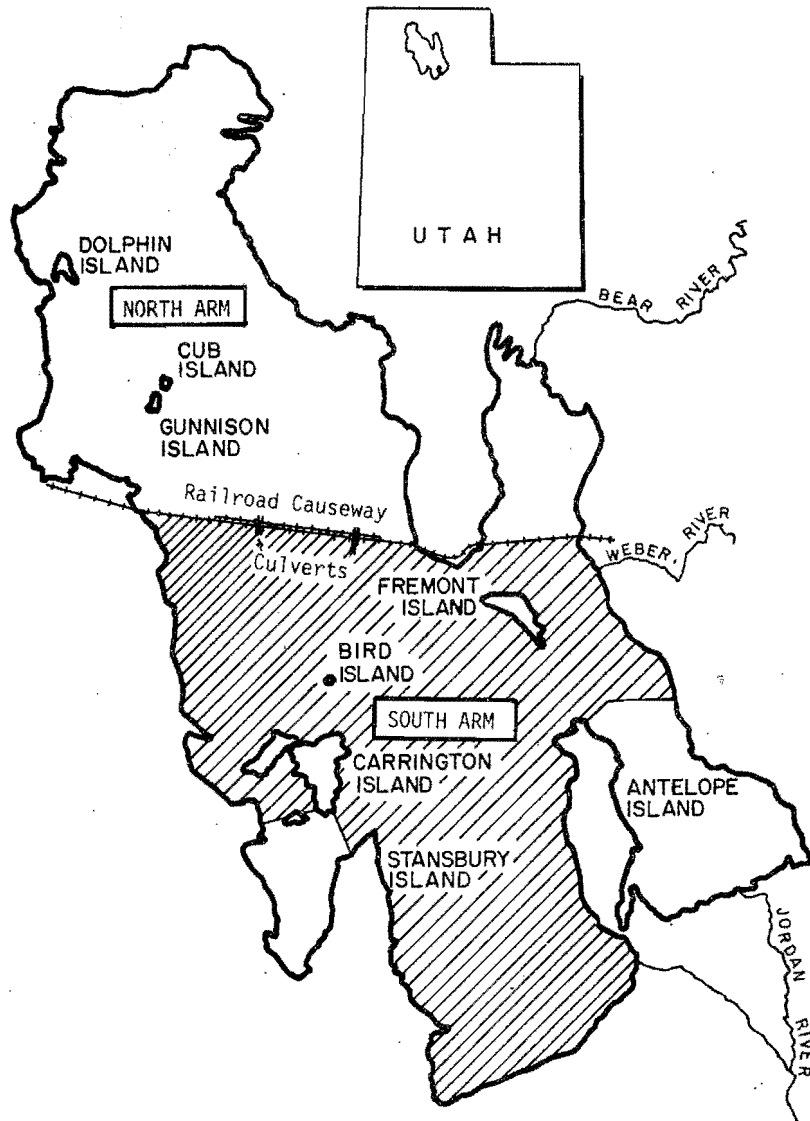 UTAH
DOLPHIN
ISLAND
NORTH ARM
BEAR RIVER
CUB
ISLAND
GUNNISON
ISLAND
Railroad Causeway
Culverts
WEBER RIVER
FREMONT
ISLAND
BIRD
ISLAND
SOUTH ARM
CARRINGTON
ISLAND
ANTELOPE
ISLAND
STANSBURY
ISLAND
JORDAN RIVER